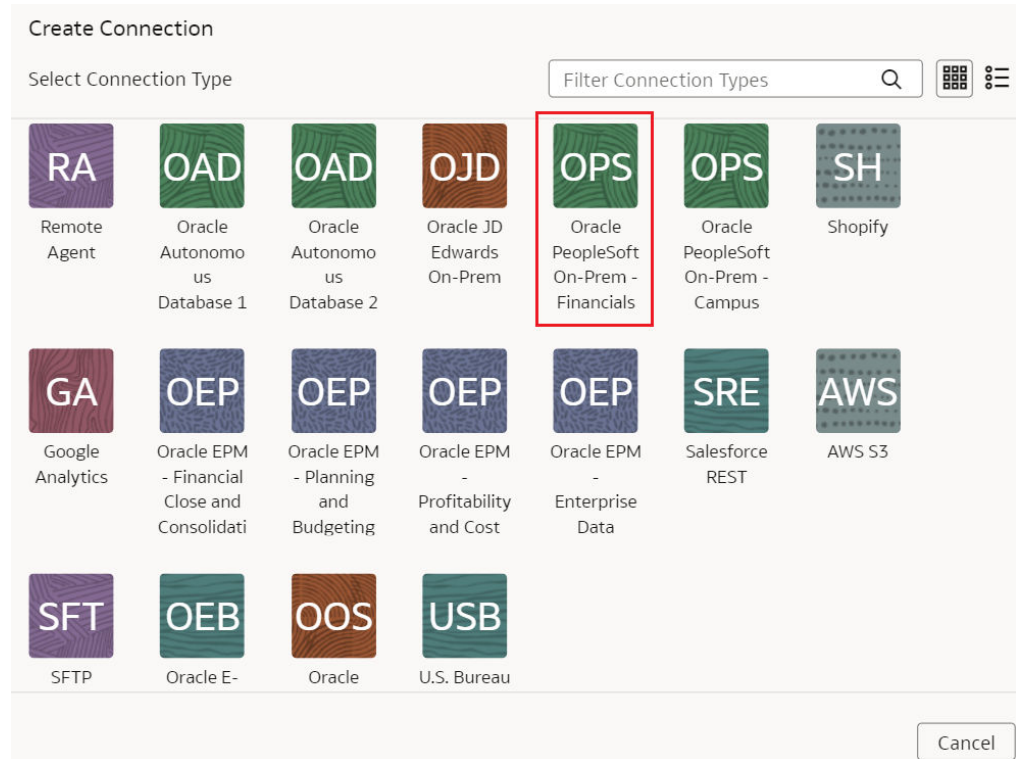 Create Connection
Select Connection Type
Filter Connection Types
RA
OAD
OAD
OJD
OPS
OPS
SH
Remote
Agent
Oracle
Autonomo
us
Database 1
Oracle
Autonomo
us
Database 2
Oracle JD
Edwards
On-Prem
Oracle
PeopleSoft
On-Prem -
Financials
Oracle
PeopleSoft
On-Prem -
Campus
Shopify
GA
OEP
OEP
OEP
OEP
SRE
AWS
Google
Analytics
Oracle EPM
- Financial
Close and
Consolidati
Oracle EPM
- Planning
and
Budgeting
Oracle EPM
-
Profitability
and Cost
Oracle EPM
-
Enterprise
Data
Salesforce
REST
AWS S3
SFT
OEB
OOS
USB
SFTP
Oracle E-
Oracle
U.S. Bureau
Cancel